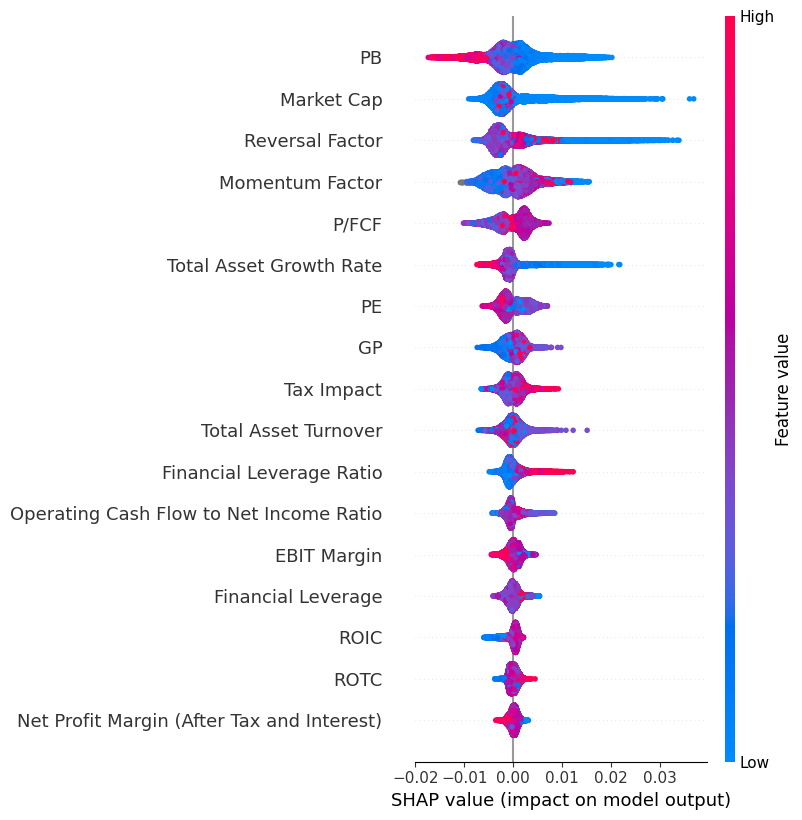 High
PB
Market Cap
Reversal Factor
Momentum Factor
P/FCF
Total Asset Growth Rate
PE
GP
Tax Impact
Total Asset Turnover
Financial Leverage Ratio
Operating Cash Flow to Net Income Ratio
EBIT Margin
Financial Leverage
ROIC
ROTC
Net Profit Margin (After Tax and Interest)
Feature value
Low
−0.02 −0.01 0.00 0.01 0.02 0.03
SHAP value (impact on model output)